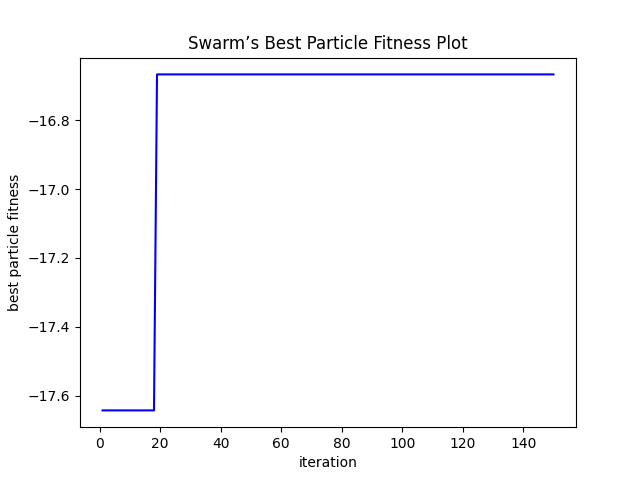 Swarm’s Best Particle Fitness Plot
best particle fitness
−16.8
−17.0
−17.2
−17.4
−17.6
0 20 40 60 80 100 120 140
iteration